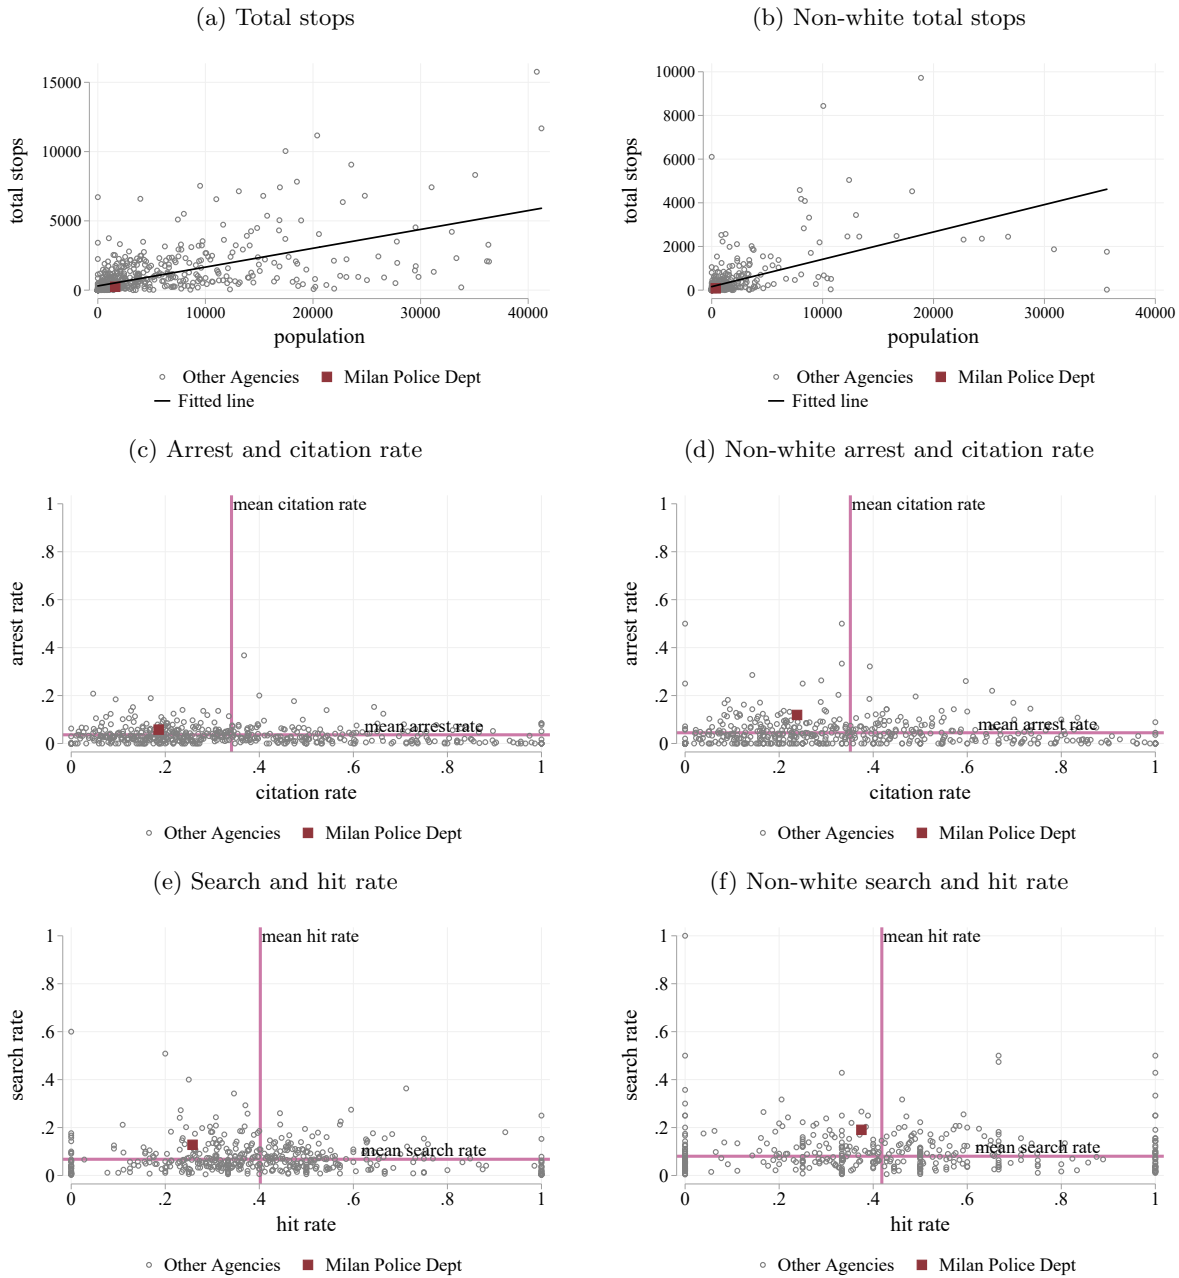 (a) Total stops
(b) Non-white total stops
total stops
15000
10000
5000
0
0 10000 20000 30000 40000
population
Other Agencies Milan Police Dept
Fitted line
total stops
10000
8000
6000
4000
2000
0
0 10000 20000 30000 40000
population
Other Agencies Milan Police Dept
Fitted line
(c) Arrest and citation rate
(d) Non-white arrest and citation rate
arrest rate
1
.8
.6
.4
.2
0
mean citation rate
mean arrest rate
0 .2 .4 .6 .8 1
citation rate
Other Agencies Milan Police Dept
arrest rate
1
.8
.6
.4
.2
0
mean citation rate
mean arrest rate
0 .2 .4 .6 .8 1
citation rate
Other Agencies Milan Police Dept
(e) Search and hit rate
(f) Non-white search and hit rate
search rate
1
.8
.6
.4
.2
0
mean hit rate
mean search rate
0 .2 .4 .6 .8 1
hit rate
Other Agencies Milan Police Dept
search rate
1
.8
.6
.4
.2
0
mean hit rate
mean search rate
0 .2 .4 .6 .8 1
hit rate
Other Agencies Milan Police Dept